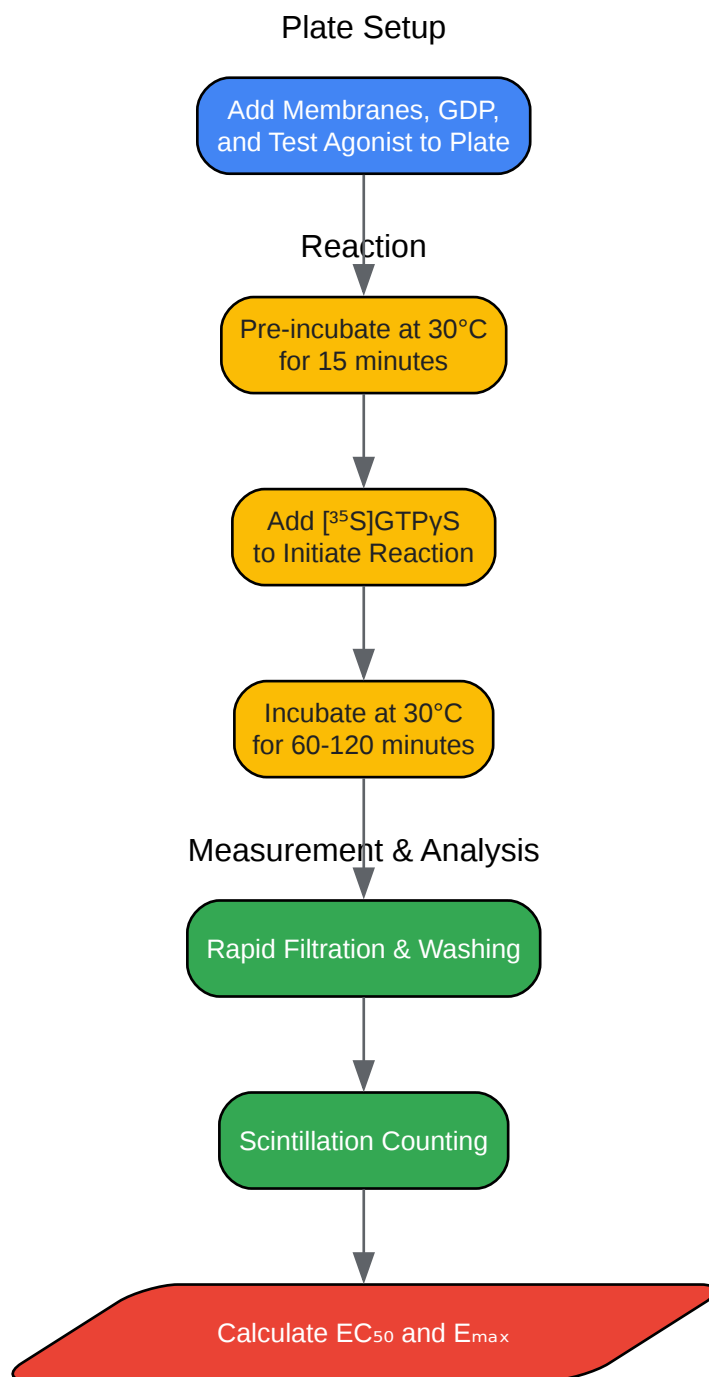 Plate Setup
Add Membranes, GDP,
and Test Agonist to Plate
Reaction
Pre-incubate at 30°C
for 15 minutes
Add [³⁵S]GTPγS
to Initiate Reaction
Incubate at 30°C
for 60-120 minutes
Measurement & Analysis
Rapid Filtration & Washing
Scintillation Counting
Calculate EC₅₀ and Eₘₐₓ